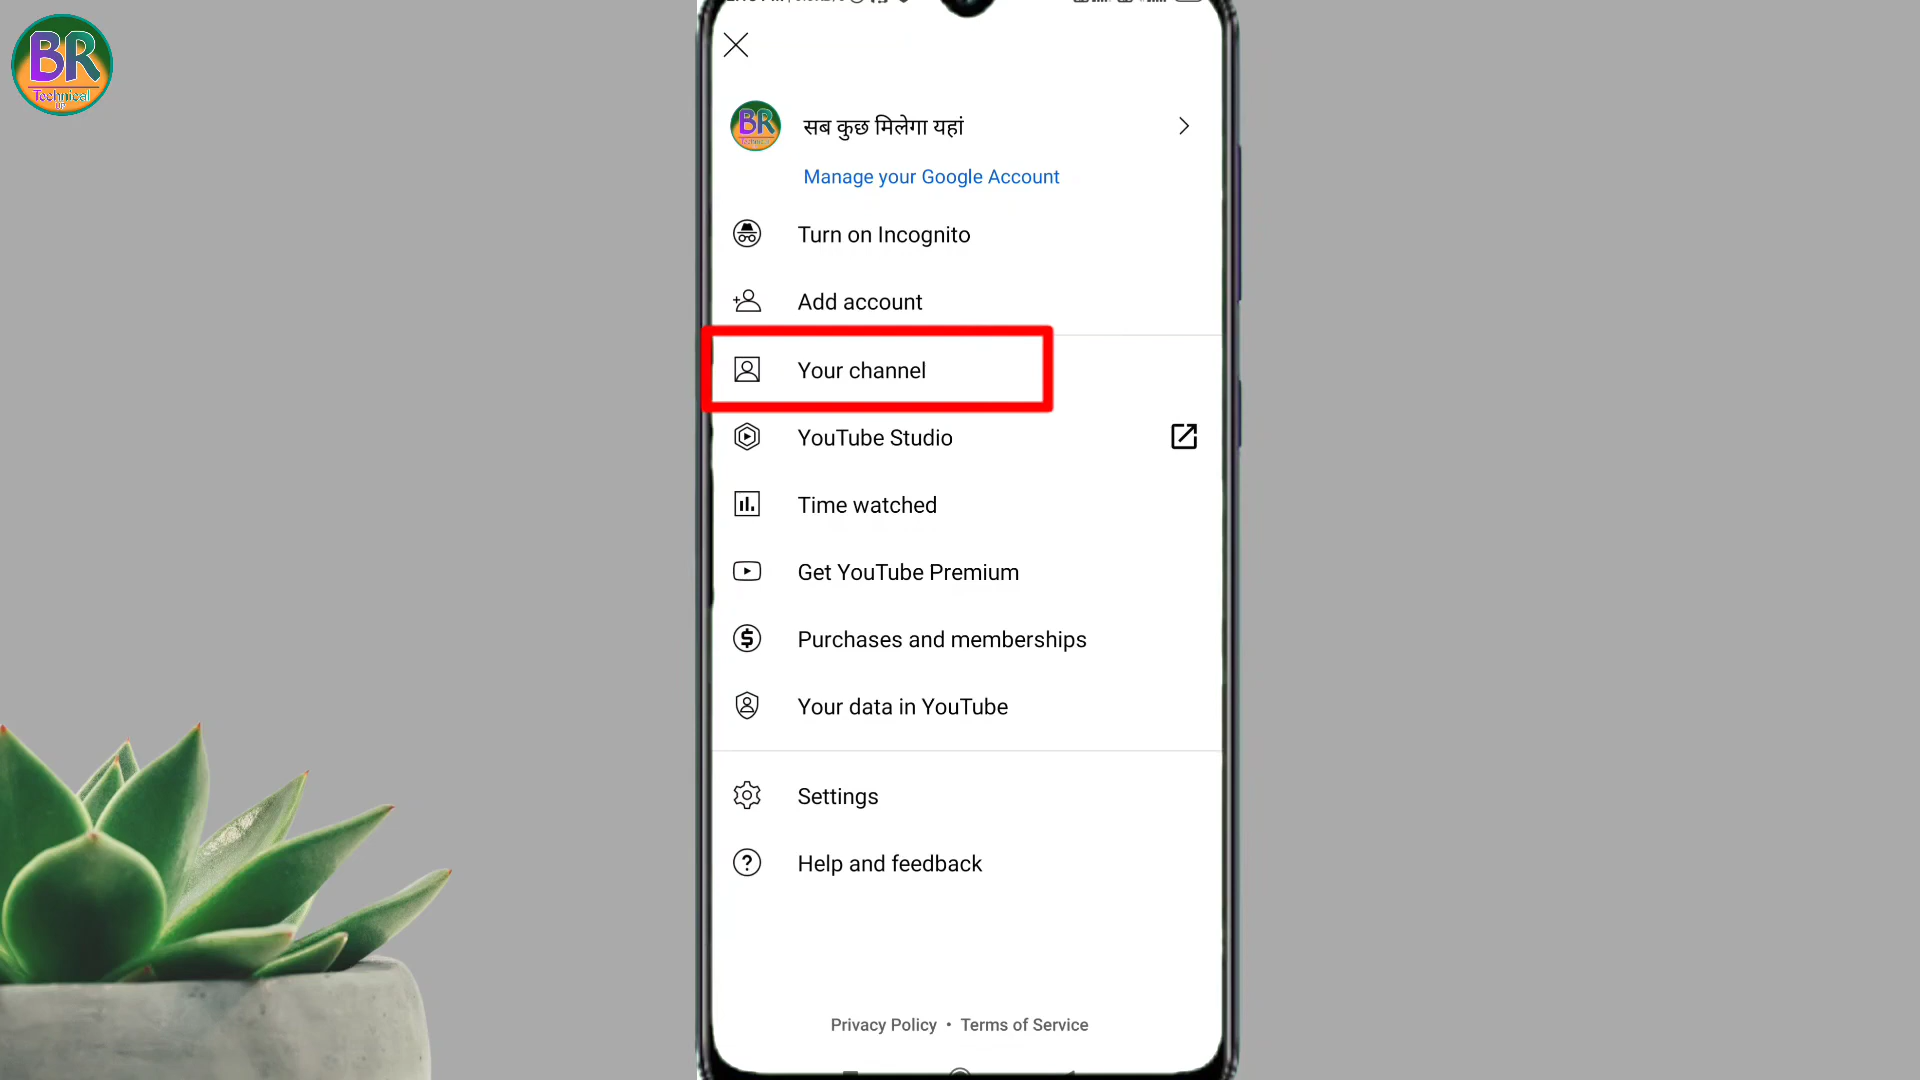 BR
Technical
BR
सब कुछ मिलेगा यहां
Manage your Google Account
Turn on Incognito
Add account
Your channel
YouTube Studio
Time watched
Get YouTube Premium
Purchases and memberships
Your data in YouTube
Settings
Help and feedback
Privacy Policy • Terms of Service